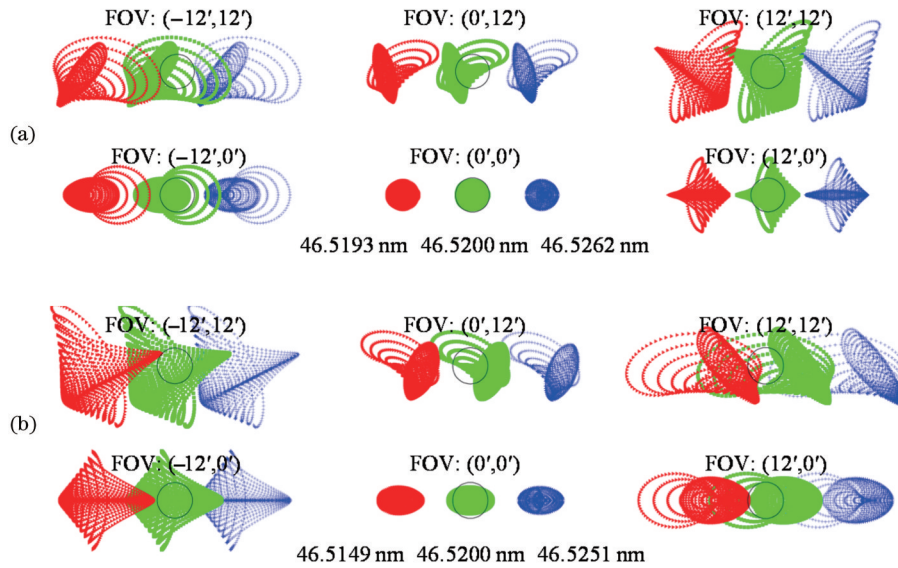 FOV: (−12′,12′) FOV: (0′,12′) FOV: (12′,12′)
(a)
FOV: (−12′,0′) FOV: (0′,0′) FOV: (12′,0′)
46.5193 nm 46.5200 nm 46.5262 nm
FOV: (−12′,12′) FOV: (0′,12′) FOV: (12′,12′)
(b)
FOV: (−12′,0′) FOV: (0′,0′) FOV: (12′,0′)
46.5149 nm 46.5200 nm 46.5251 nm